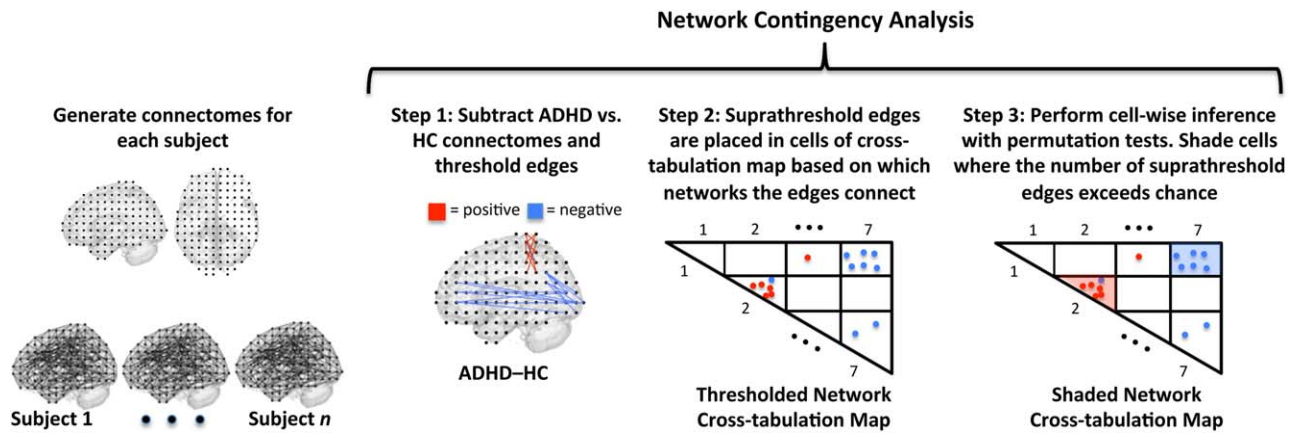 Network Contingency Analysis
Generate connectomes for
each subject
Subject 1
Subject n
Step 1: Subtract ADHD vs.
HC connectomes and
threshold edges
= positive = negative
ADHD–HC
Step 2: Suprathreshold edges
are placed in cells of cross-
tabulation map based on which
networks the edges connect
1 2 ••• 7
1
2
•••
7
Thresholded Network
Cross-tabulation Map
Step 3: Perform cell-wise inference
with permutation tests. Shade cells
where the number of suprathreshold
edges exceeds chance
1 2 ••• 7
1
2
•••
7
Shaded Network
Cross-tabulation Map